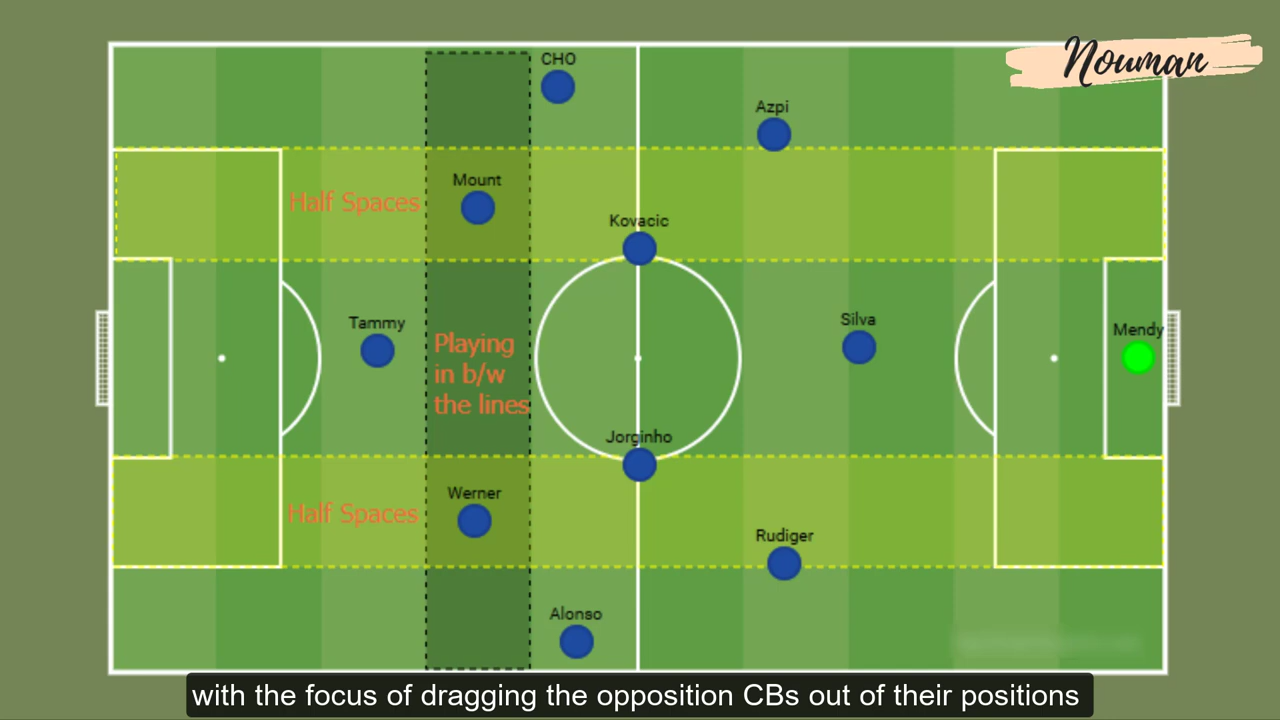 Nouman
CHO
Azpi
Mount
Half Spaces
Kovacic
Tammy
Silva
Mendy
Playing
in b/w
the lines
Jorginho
Werner
Half Spaces
Rudiger
Alonso
with the focus of dragging the opposition CBs out of their positions